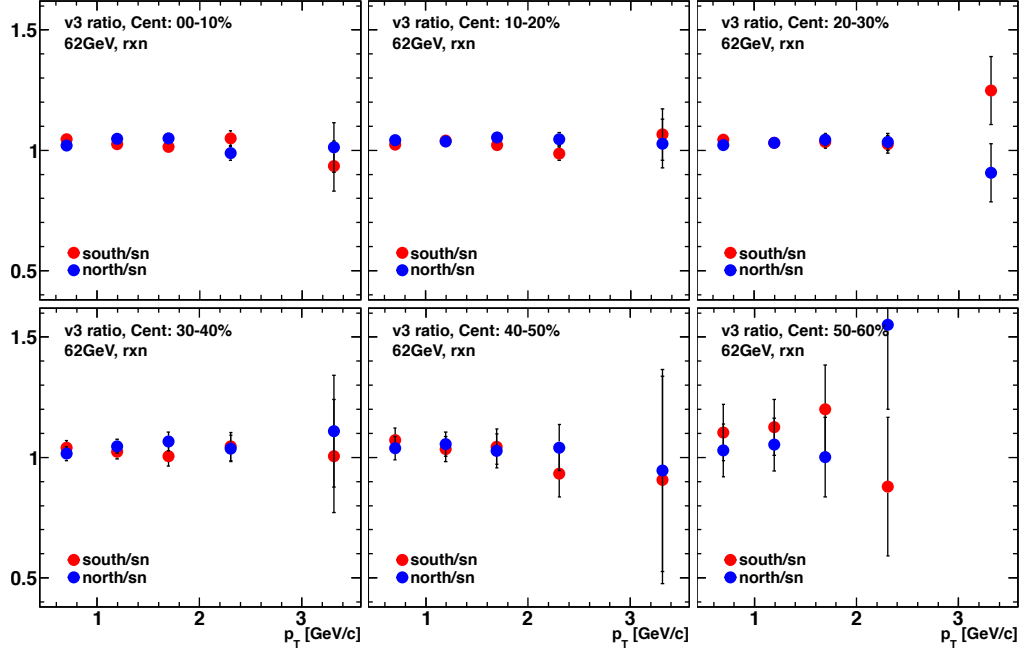 v3 ratio, Cent: 00-10%
62GeV, rxn
south/sn
north/sn
1.5
1
0.5
v3 ratio, Cent: 10-20%
62GeV, rxn
south/sn
north/sn
v3 ratio, Cent: 20-30%
62GeV, rxn
south/sn
north/sn
v3 ratio, Cent: 30-40%
62GeV, rxn
south/sn
north/sn
1.5
1
0.5
1 2 3
p_T [GeV/c]
v3 ratio, Cent: 40-50%
62GeV, rxn
south/sn
north/sn
1 2 3
p_T [GeV/c]
v3 ratio, Cent: 50-60%
62GeV, rxn
south/sn
north/sn
1 2 3
p_T [GeV/c]